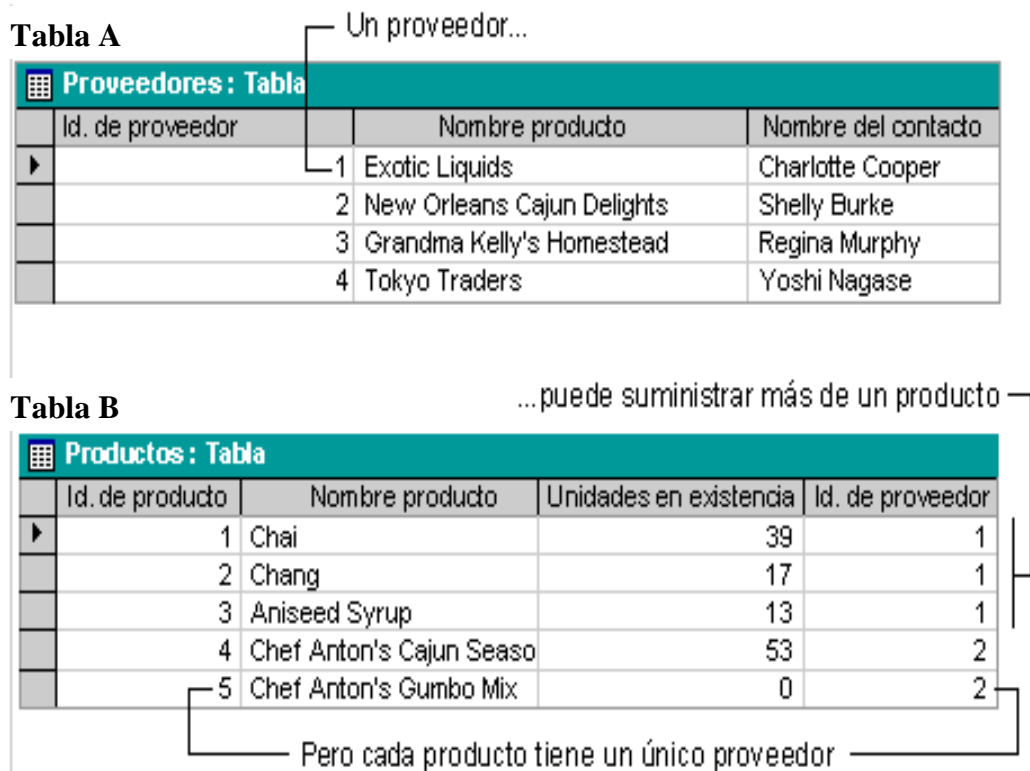 Un proveedor...
Tabla A
Proveedores : Tabla
Id. de proveedor Nombre producto Nombre del contacto
1 Exotic Liquids Charlotte Cooper
2 New Orleans Cajun Delights Shelly Burke
3 Grandma Kelly's Homestead Regina Murphy
4 Tokyo Traders Yoshi Nagase
...puede suministrar más de un producto
Tabla B
Productos : Tabla
Id. de producto Nombre producto Unidades en existencia Id. de proveedor
1 Chai 39 1
2 Chang 17 1
3 Aniseed Syrup 13 1
4 Chef Anton's Cajun Seaso 53 2
5 Chef Anton's Gumbo Mix 0 2
Pero cada producto tiene un único proveedor